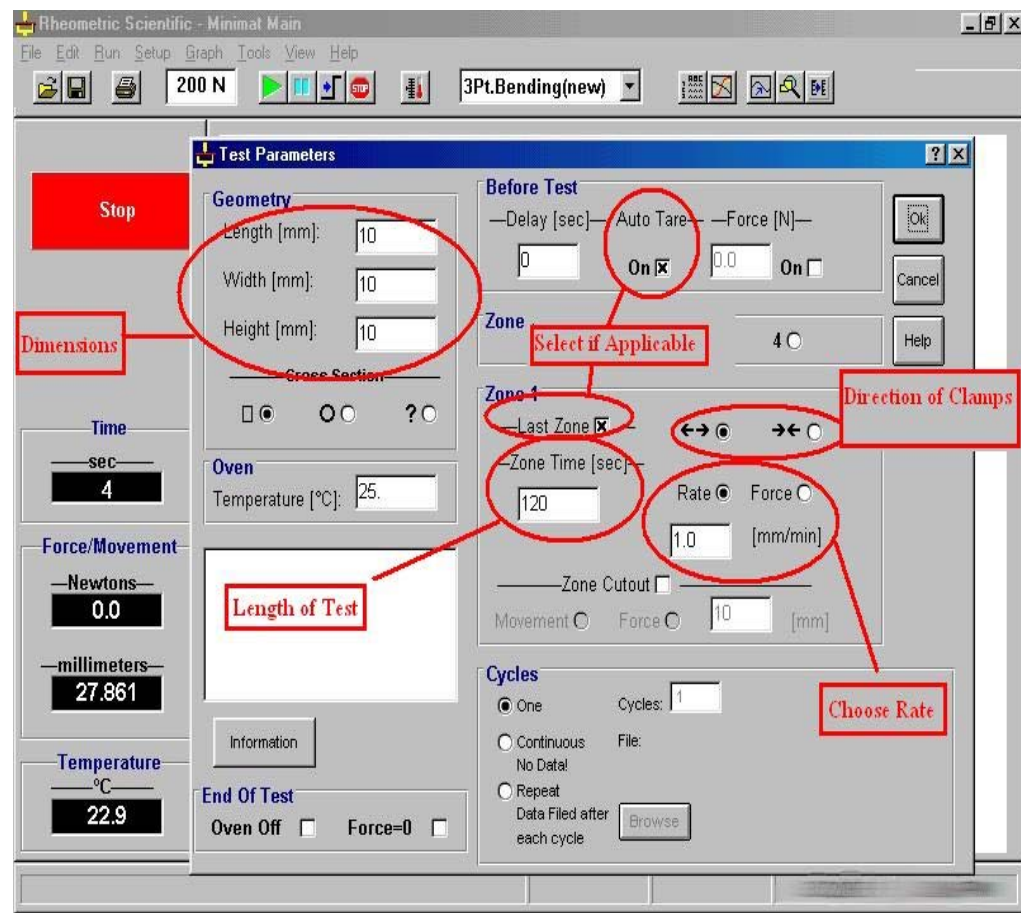 Rheometric Scientific - Minimat Main
File Edit Run Setup Graph Tools View Help
200 N
STOP
3Pt.Bending(new)
ABC
Test Parameters
Stop
Geometry
Length [mm]: 10
Width [mm]: 10
Height [mm]: 10
Cross Section
?
Oven
Temperature [°C]: 25.
Information
End Of Test
Oven Off Force=0
Before Test
Delay [sec] Auto Tare Force [N]
0 On 0.0 On
Zone
4
Zone 1
Last Zone
Zone Time [sec]
120
Rate Force
1.0 [mm/min]
Zone Cutout
Movement Force 10 [mm]
Cycles
One Cycles: 1
Continuous File:
No Data!
Repeat
Data Filed after
each cycle
Browse
Ok
Cancel
Help
Dimensions
Select if Applicable
Direction of Clamps
Length of Test
Choose Rate
Time
sec
4
Force/Movement
Newtons
0.0
millimeters
27.861
Temperature
°C
22.9